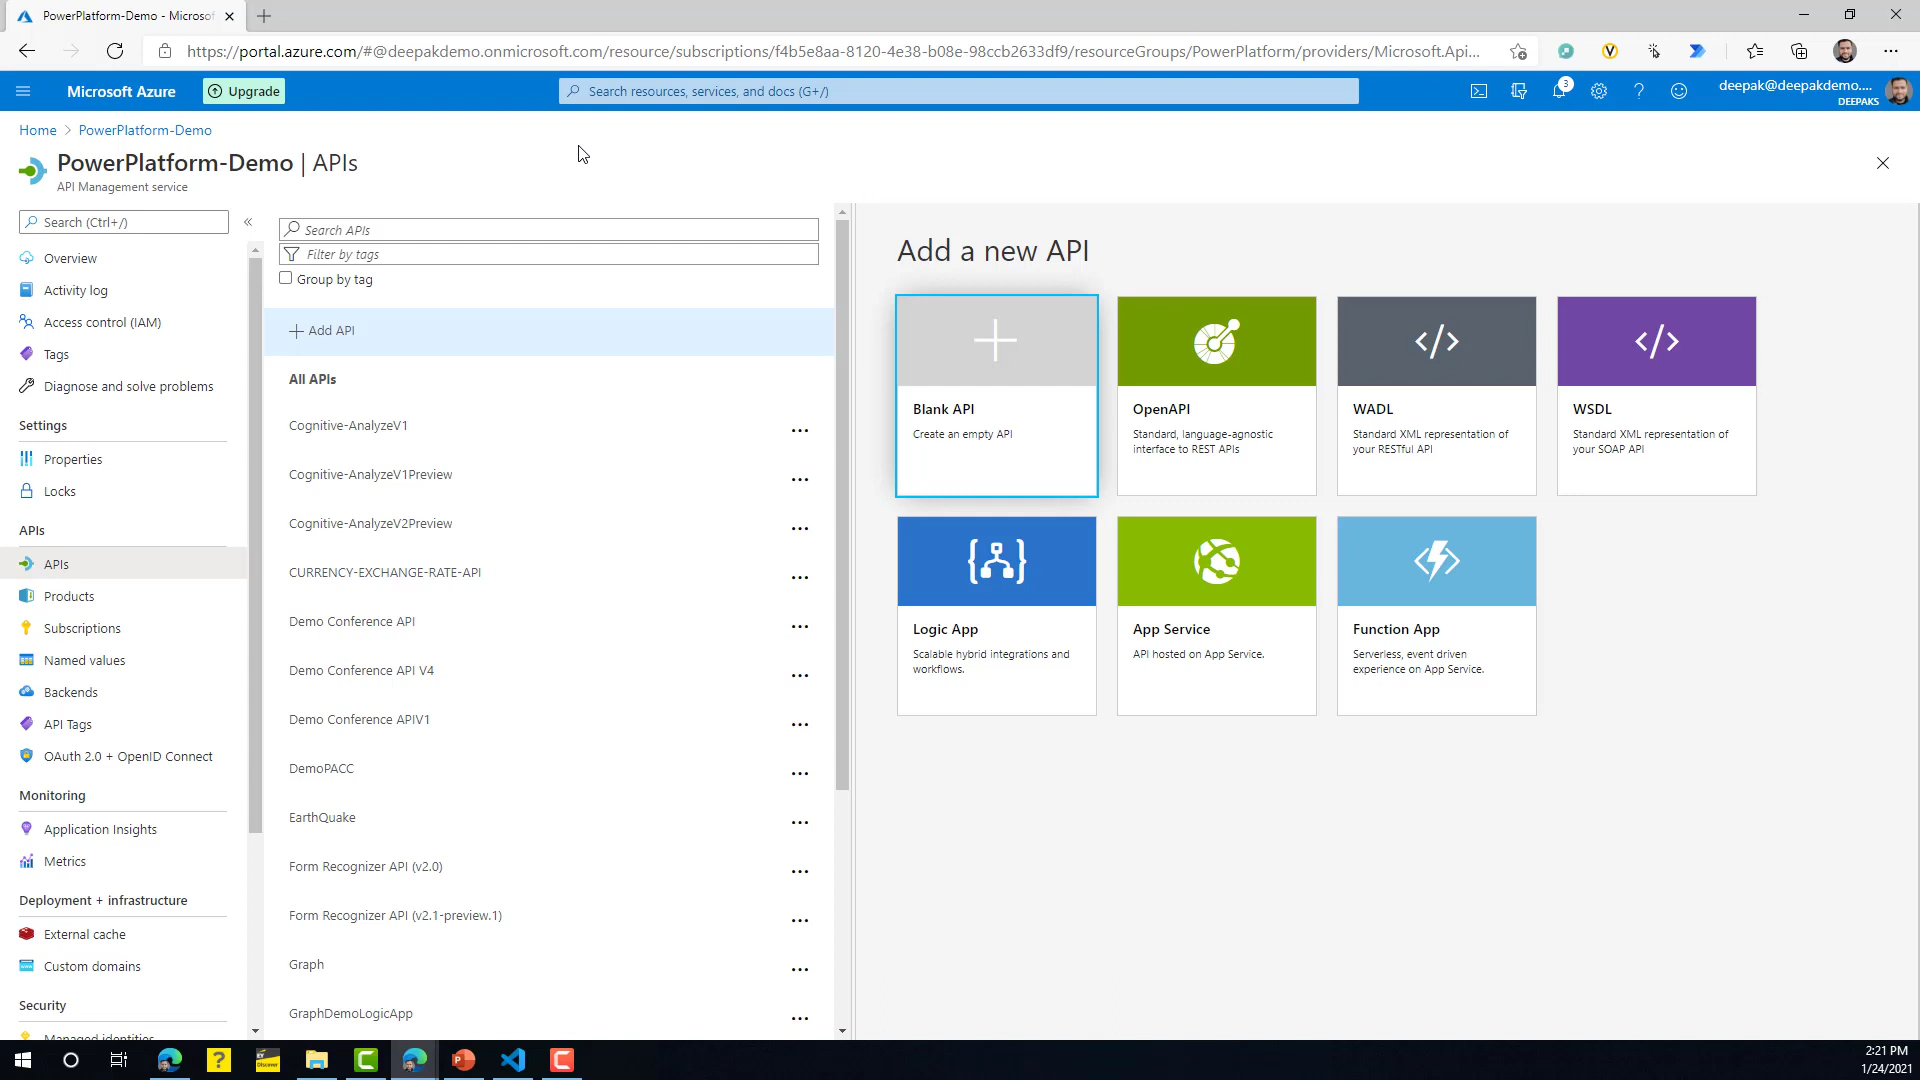 PowerPlatform-Demo - Microsof
https://portal.azure.com/#@deepakdemo.onmicrosoft.com/resource/subscriptions/f4b5e8aa-8120-4e38-b08e-98ccb2633df9/resourceGroups/PowerPlatform/providers/Microsoft.Api...
Microsoft Azure
Upgrade
Search resources, services, and docs (G+/)
3
deepak@deepakdemo....
DEEPAKS
Home > PowerPlatform-Demo
PowerPlatform-Demo | APIs
API Management service
Search (Ctrl+/)
Overview
Activity log
Access control (IAM)
Tags
Diagnose and solve problems
Settings
Properties
Locks
APIs
APIs
Products
Subscriptions
Named values
Backends
API Tags
OAuth 2.0 + OpenID Connect
Monitoring
Application Insights
Metrics
Deployment + infrastructure
External cache
Custom domains
Security
Managed identities
Search APIs
Filter by tags
Group by tag
Add API
All APIs
Cognitive-AnalyzeV1
Cognitive-AnalyzeV1Preview
Cognitive-AnalyzeV2Preview
CURRENCY-EXCHANGE-RATE-API
Demo Conference API
Demo Conference API V4
Demo Conference APIV1
DemoPACC
EarthQuake
Form Recognizer API (v2.0)
Form Recognizer API (v2.1-preview.1)
Graph
GraphDemoLogicApp
Add a new API
Blank API
Create an empty API
OpenAPI
Standard, language-agnostic
interface to REST APIs
WADL
Standard XML representation of
your RESTful API
WSDL
Standard XML representation of
your SOAP API
Logic App
Scalable hybrid integrations and
workflows.
App Service
API hosted on App Service.
Function App
Serverless, event driven
experience on App Service.
2:21 PM
1/24/2021